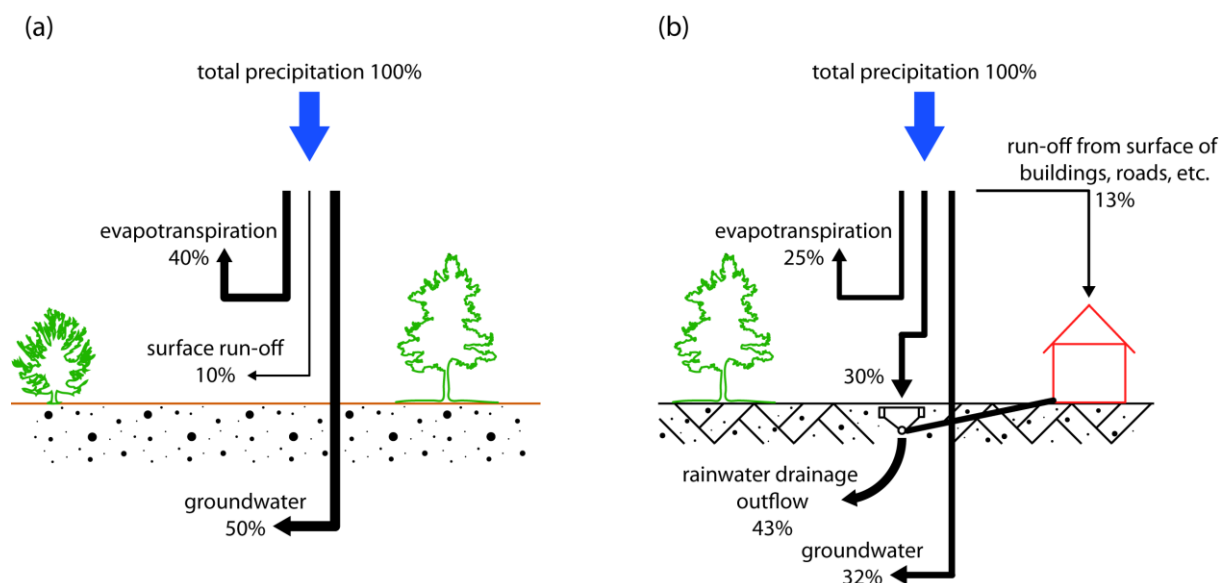 (a)
total precipitation 100%
evapotranspiration
40%
surface run-off
10%
groundwater
50%
(b)
total precipitation 100%
run-off from surface of
buildings, roads, etc.
13%
evapotranspiration
25%
30%
rainwater drainage
outflow
43%
groundwater
32%